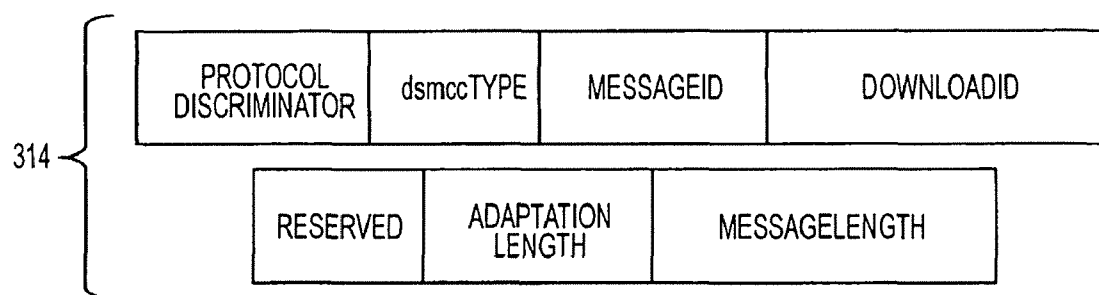 314
PROTOCOL
DISCRIMINATOR
dsmccTYPE
MESSAGEID
DOWNLOADID
RESERVED
ADAPTATION
LENGTH
MESSAGELENGTH